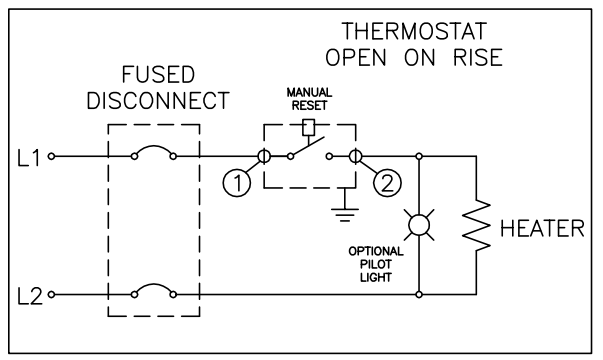 THERMOSTAT
OPEN ON RISE
FUSED
DISCONNECT
MANUAL
RESET
L1
1
2
HEATER
OPTIONAL
PILOT
LIGHT
L2